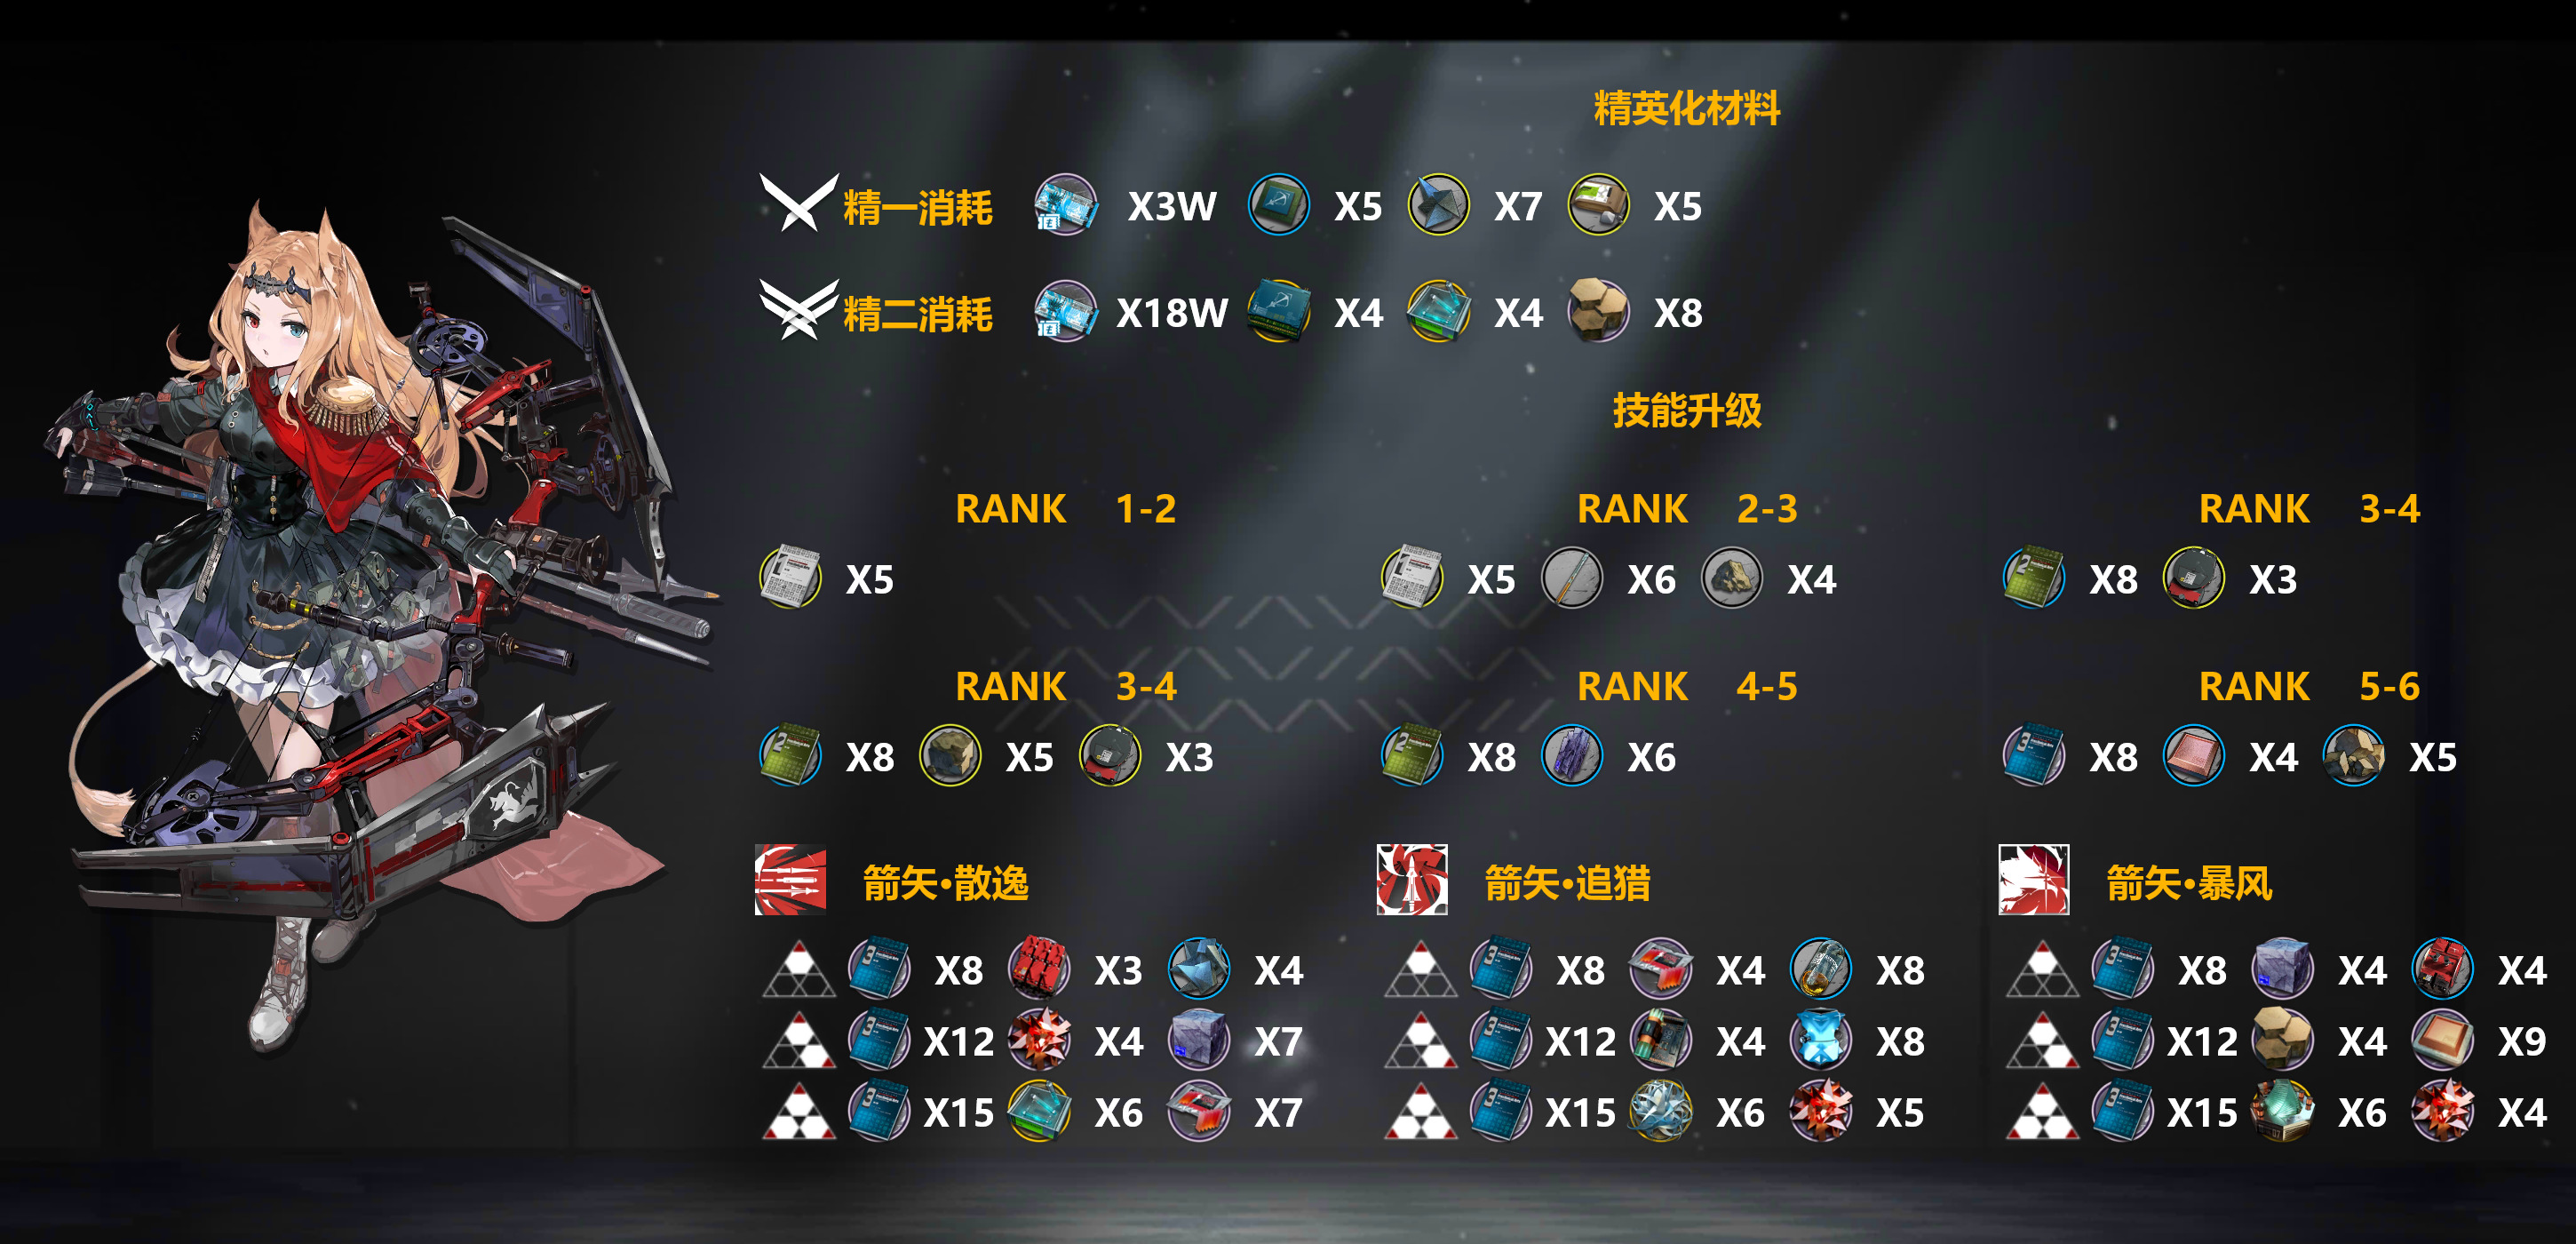 精英化材料
精一消耗 X3W X5 X7 X5
精二消耗 X18W X4 X4 X8
技能升级
RANK 1-2 RANK 2-3 RANK 3-4
X5 X5 X6 X4 X8 X3
RANK 3-4 RANK 4-5 RANK 5-6
X8 X5 X3 X8 X6 X8 X4 X5
箭矢·散逸 箭矢·追猎 箭矢·暴风
X8 X3 X4 X8 X4 X8 X8 X4 X4
X12 X4 X7 X12 X4 X8 X12 X4 X9
X15 X6 X7 X15 X6 X5 X15 X6 X4